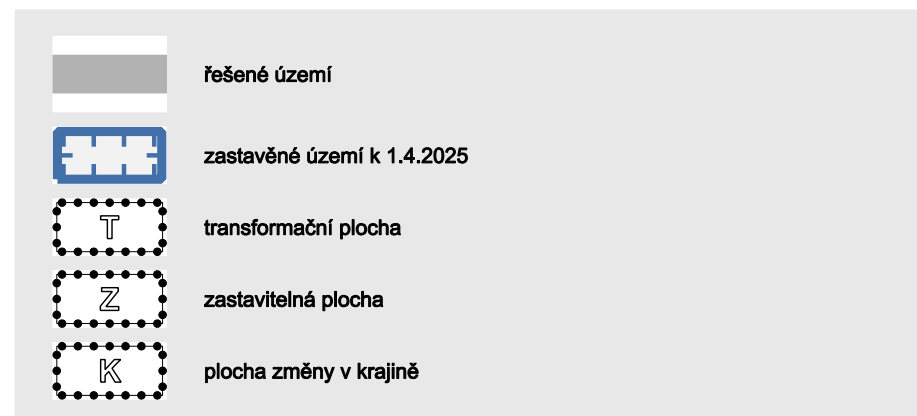 řešené území
zastavěné území k 1.4.2025
T transformační plocha
Z zastavitelná plocha
K plocha změny v krajině